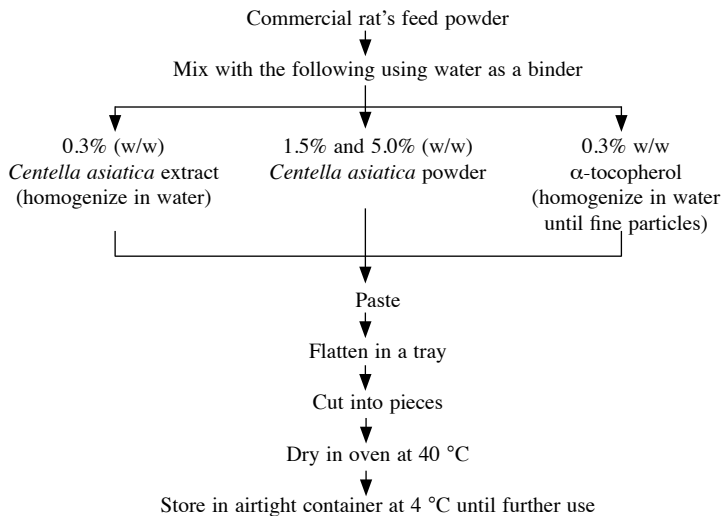 Commercial rat's feed powder
Mix with the following using water as a binder
0.3% (w/w)
Centella asiatica extract
(homogenize in water)
1.5% and 5.0% (w/w)
Centella asiatica powder
0.3% w/w
α-tocopherol
(homogenize in water
until fine particles)
Paste
Flatten in a tray
Cut into pieces
Dry in oven at 40 °C
Store in airtight container at 4 °C until further use